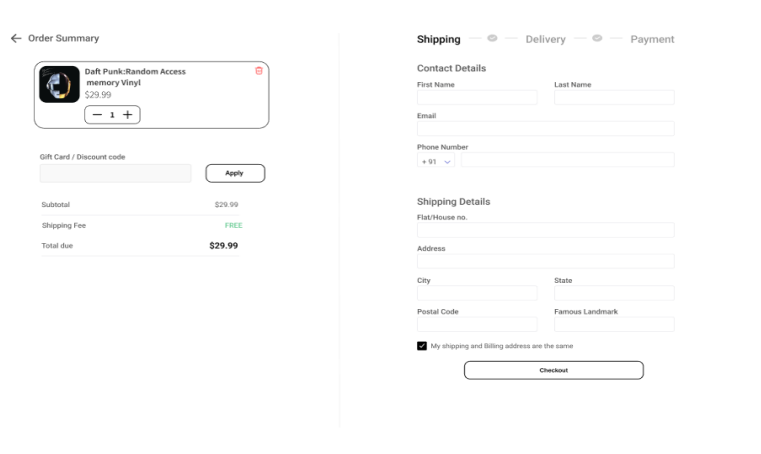 Order Summary
Daft Punk:Random Access
memory Vinyl
$29.99
1
Gift Card / Discount code
Apply
Subtotal $29.99
Shipping Fee FREE
Total due $29.99
Shipping Delivery Payment
Contact Details
First Name Last Name
Email
Phone Number
+ 91
Shipping Details
Flat/House no.
Address
City State
Postal Code Famous Landmark
My shipping and Billing address are the same
Checkout